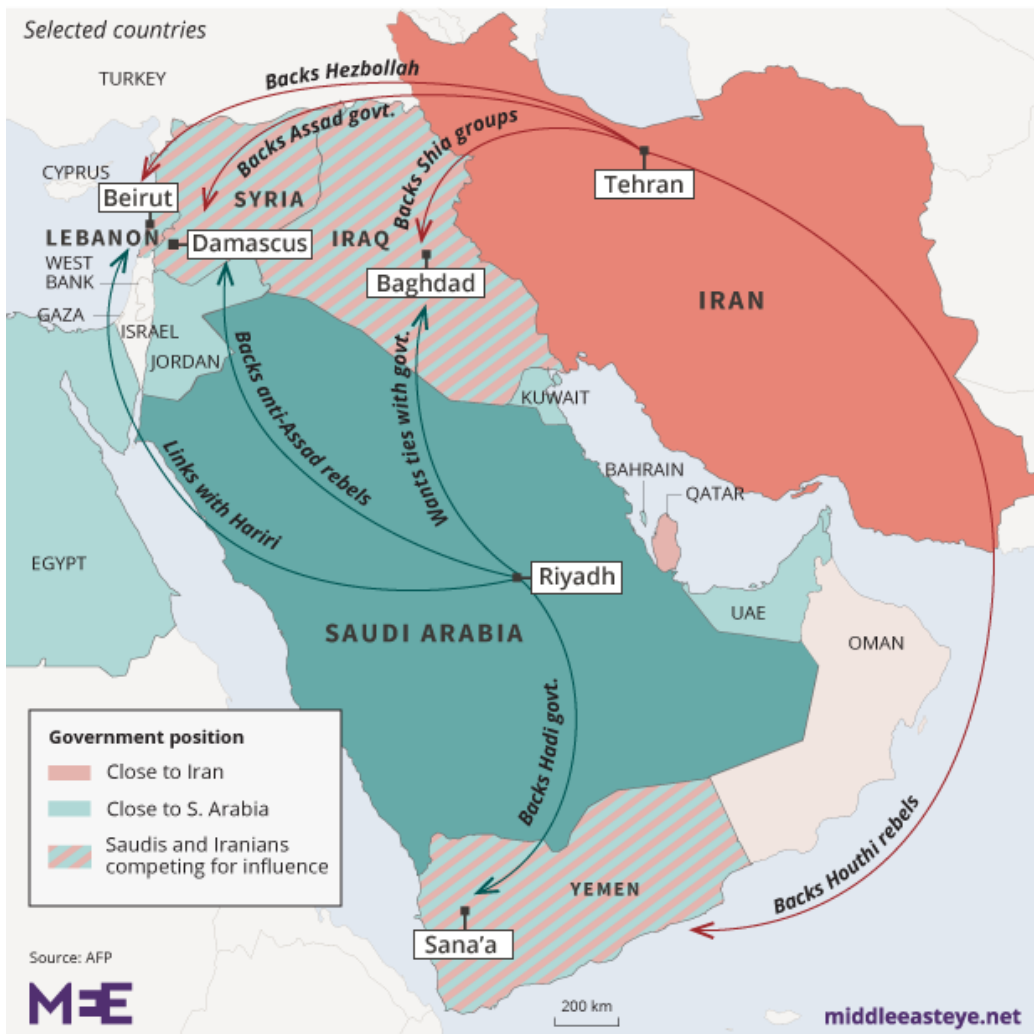 Selected countries
TURKEY
Backs Hezbollah
Backs Assad govt.
Backs Shia groups
CYPRUS
Beirut
SYRIA
Tehran
LEBANON
Damascus
IRAQ
WEST
BANK
Baghdad
IRAN
GAZA
ISRAEL
JORDAN
KUWAIT
Backs anti-Assad rebels
Wants ties with govt.
Links with Hariri
BAHRAIN
QATAR
EGYPT
Riyadh
UAE
SAUDI ARABIA
OMAN
Backs Hadi govt.
Backs Houthi rebels
YEMEN
Sana'a
Government position
Close to Iran
Close to S. Arabia
Saudis and Iranians
competing for influence
Source: AFP
MEE
200 km
middleeasteye.net